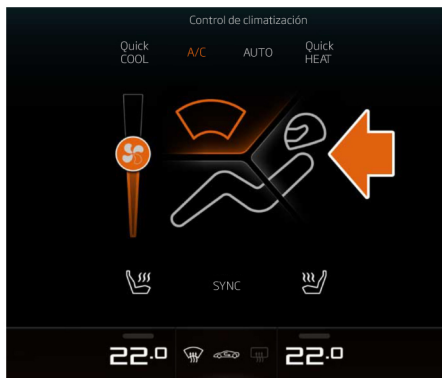 Control de climatización
Quick
COOL
A/C
AUTO
Quick
HEAT
SYNC
22.0
22.0